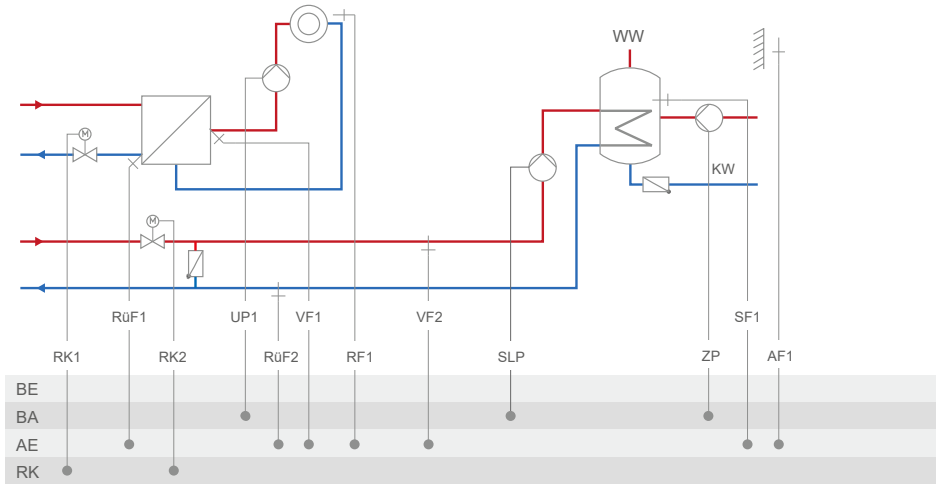 WW
M
KW
M
RüF1 UP1 VF1 VF2 SF1
RK1 RK2 RüF2 RF1 SLP ZP AF1
BE
BA
AE
RK